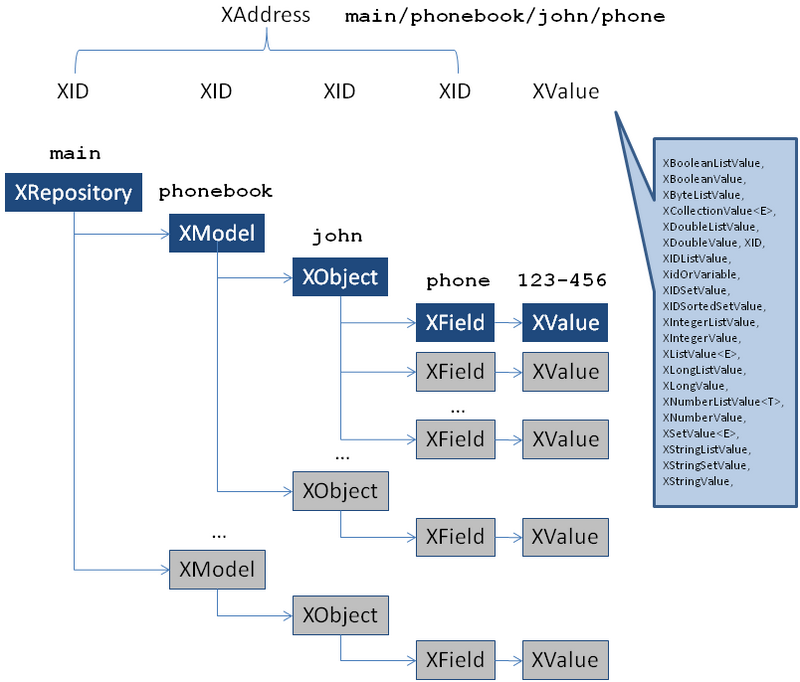 XAddress main/phonebook/john/phone
XID XID XID XID XValue
main
XRepository
phonebook
XModel
john
XObject
phone 123-456
XField XValue
XField XValue
...
XField XValue
...
XObject
XField XValue
...
XModel
XObject
XField XValue
XBooleanListValue,
XBooleanValue,
XByteListValue,
XCollectionValue<E>,
XDoubleListValue,
XDoubleValue, XID,
XIDListValue,
XidOrVariable,
XIDSetValue,
XIDSortedSetValue,
XIntegerListValue,
XIntegerValue,
XListValue<E>,
XLongListValue,
XLongValue,
XNumberListValue<T>,
XNumberValue,
XSetValue<E>,
XStringListValue,
XStringSetValue,
XStringValue,